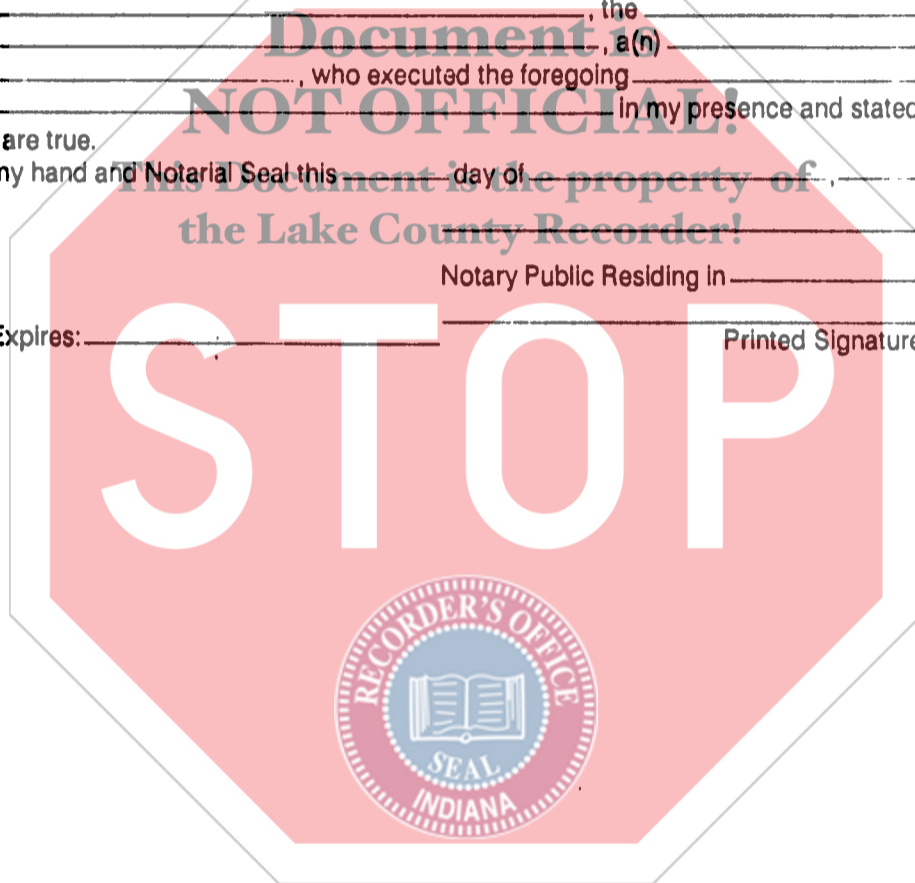 , the
Document is
, a(n)
, who executed the foregoing
NOT OFFICIAL!
in my presence and stated
are true.
my hand and Notarial Seal this day of ,
This Document is the property of
the Lake County Recorder!
Notary Public Residing in
Expires:
Printed Signature
STOP
RECORDER'S OFFICE
SEAL
INDIANA